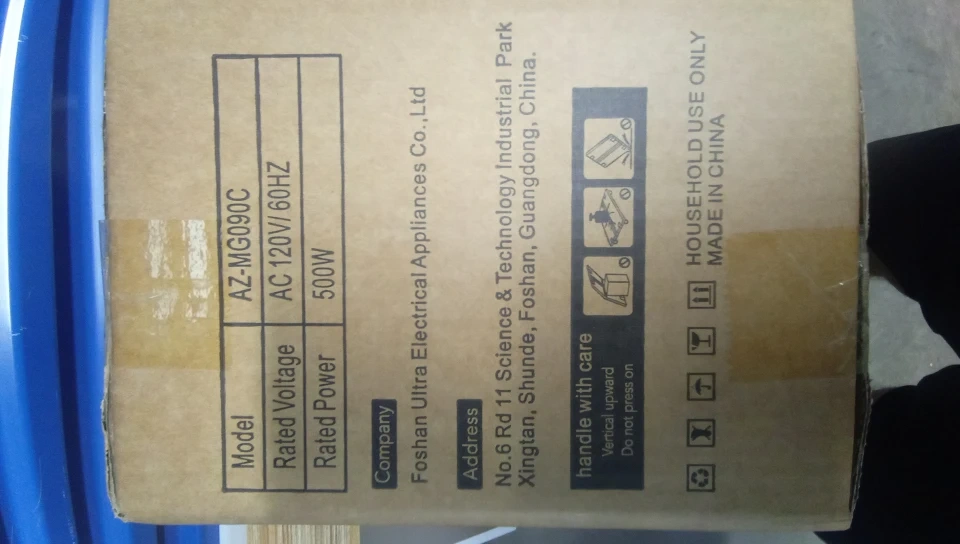 Model AZ-MG090C
Rated Voltage AC 120V/ 60HZ
Rated Power 500W
Company
Foshan Ultra Electrical Appliances Co.,Ltd
Address
No.6 Rd 11 Science & Technology Industrial Park
Xingtan, Shunde, Foshan, Guangdong, China.
handle with care
Vertical upward
Do not press on
HOUSEHOLD USE ONLY
MADE IN CHINA